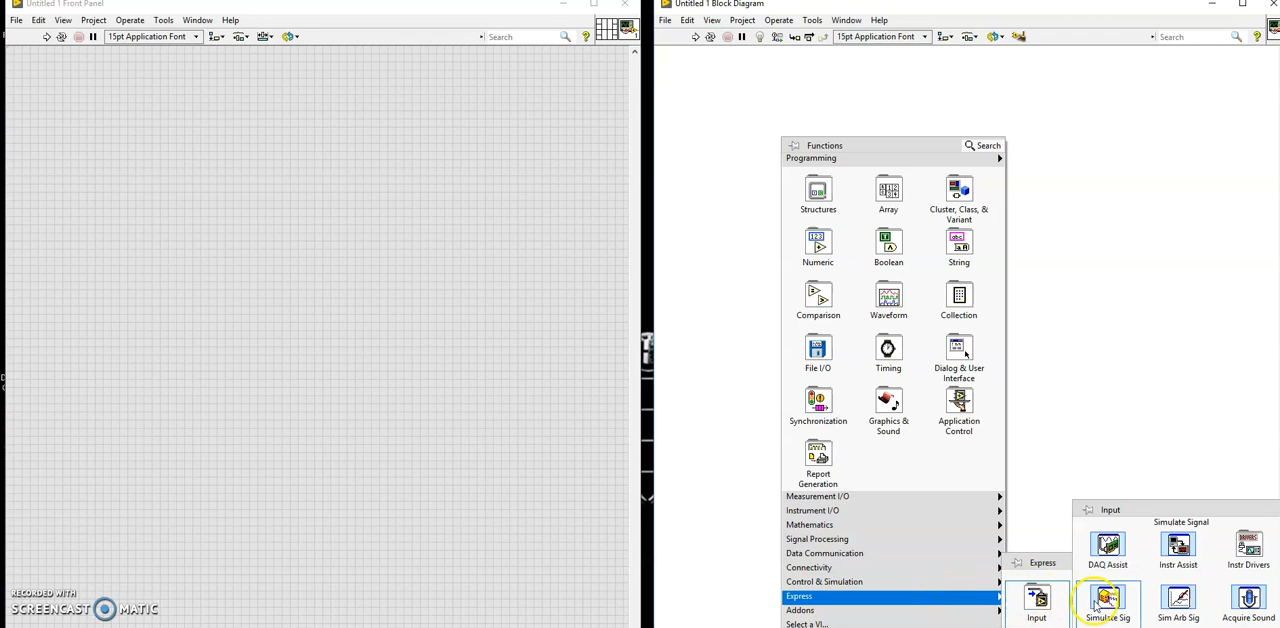 Untitled 1 Front Panel
File Edit View Project Operate Tools Window Help
15pt Application Font
Search
Untitled 1 Block Diagram
File Edit View Project Operate Tools Window Help
15pt Application Font
Search
Functions
Search
Programming
Structures
Array
Cluster, Class, & Variant
Numeric
Boolean
String
Comparison
Waveform
Collection
File I/O
Timing
Dialog & User Interface
Synchronization
Graphics & Sound
Application Control
Report Generation
Measurement I/O
Instrument I/O
Mathematics
Signal Processing
Data Communication
Connectivity
Control & Simulation
Express
Addons
Select a VI...
Express
Input
Input
Simulate Signal
DAQ Assist
Instr Assist
Instr Drivers
Simulate Sig
Sim Arb Sig
Acquire Sound
RECORDED WITH
SCREENCAST MATIC